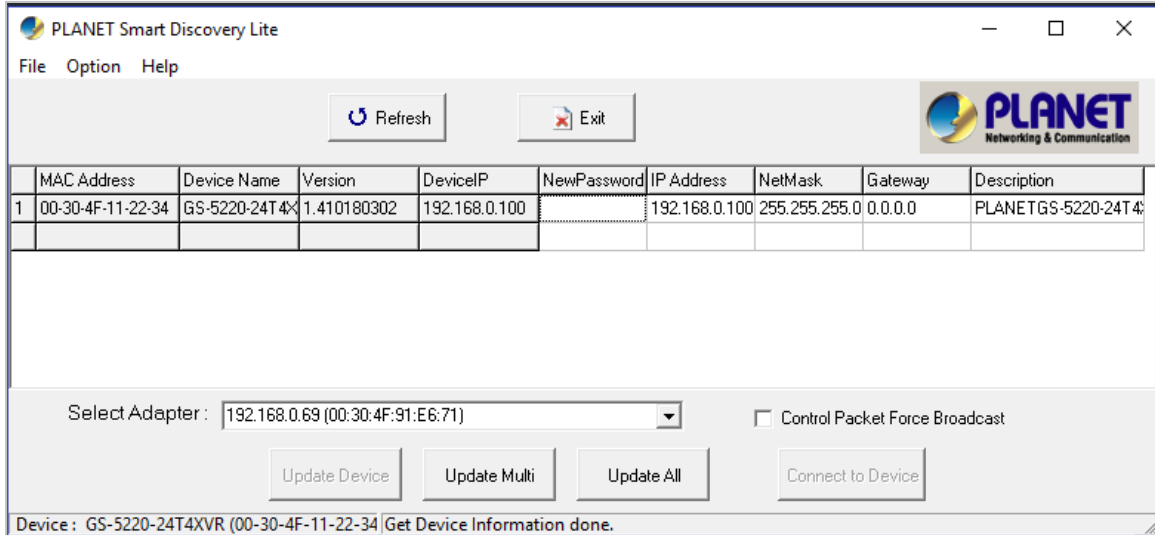 PLANET Smart Discovery Lite
File Option Help
Refresh Exit
PLANET
Networking & Communication
MAC Address Device Name Version DeviceIP NewPassword IP Address NetMask Gateway Description
1 00-30-4F-11-22-34 GS-5220-24T4X 1.410180302 192.168.0.100 192.168.0.100 255.255.255.0 0.0.0.0 PLANETGS-5220-24T4
Select Adapter : 192.168.0.69 (00:30:4F:91:E6:71) Control Packet Force Broadcast
Update Device Update Multi Update All Connect to Device
Device : GS-5220-24T4XVR (00-30-4F-11-22-34 Get Device Information done.